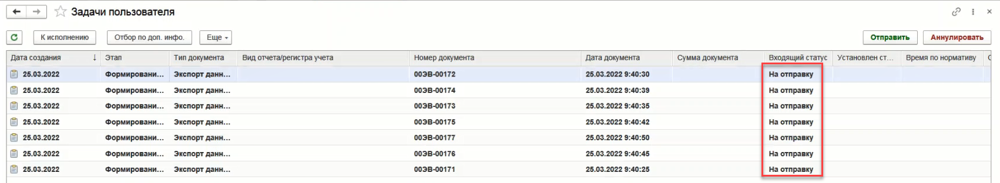 Задачи пользователя
К исполнению Отбор по доп. инфо. Еще Отправить Аннулировать
Дата создания ↓ Этап Тип документа Вид отчета/регистра учета Номер документа Дата документа Сумма документа Входящий статус Установлен ст... Время по нормативу
25.03.2022 Формировани... Экспорт данн... 00ЭВ-00172 25.03.2022 9:40:30 На отправку
25.03.2022 Формировани... Экспорт данн... 00ЭВ-00174 25.03.2022 9:40:39 На отправку
25.03.2022 Формировани... Экспорт данн... 00ЭВ-00173 25.03.2022 9:40:35 На отправку
25.03.2022 Формировани... Экспорт данн... 00ЭВ-00175 25.03.2022 9:40:42 На отправку
25.03.2022 Формировани... Экспорт данн... 00ЭВ-00177 25.03.2022 9:40:50 На отправку
25.03.2022 Формировани... Экспорт данн... 00ЭВ-00176 25.03.2022 9:40:45 На отправку
25.03.2022 Формировани... Экспорт данн... 00ЭВ-00171 25.03.2022 9:40:25 На отправку